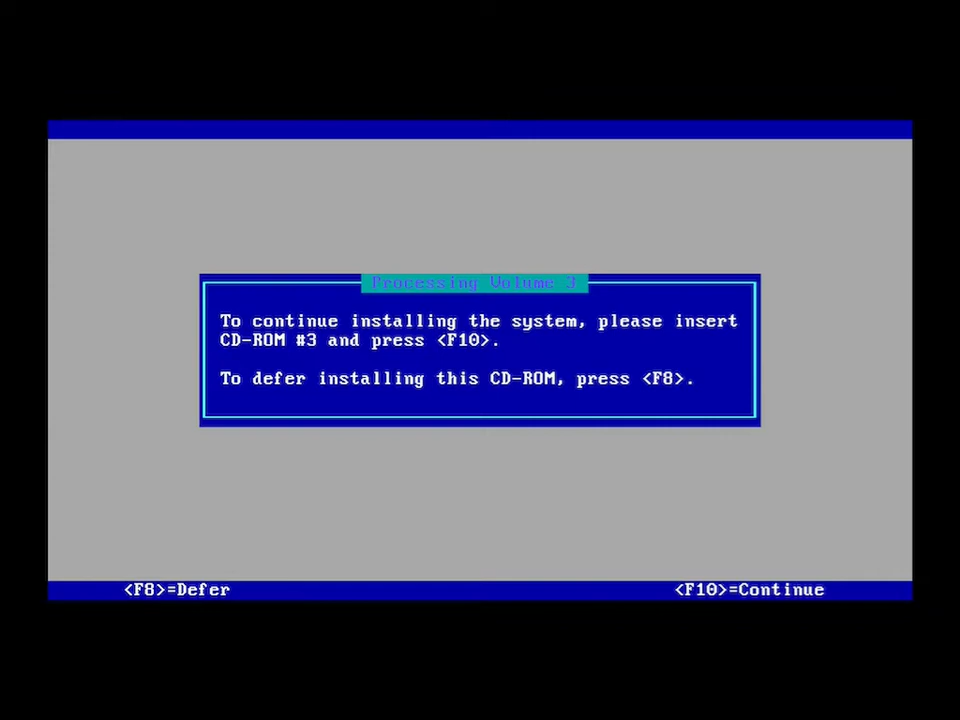 Processing Volume 3
To continue installing the system, please insert
CD-ROM #3 and press <F10>.
To defer installing this CD-ROM, press <F8>.
<F8>=Defer <F10>=Continue